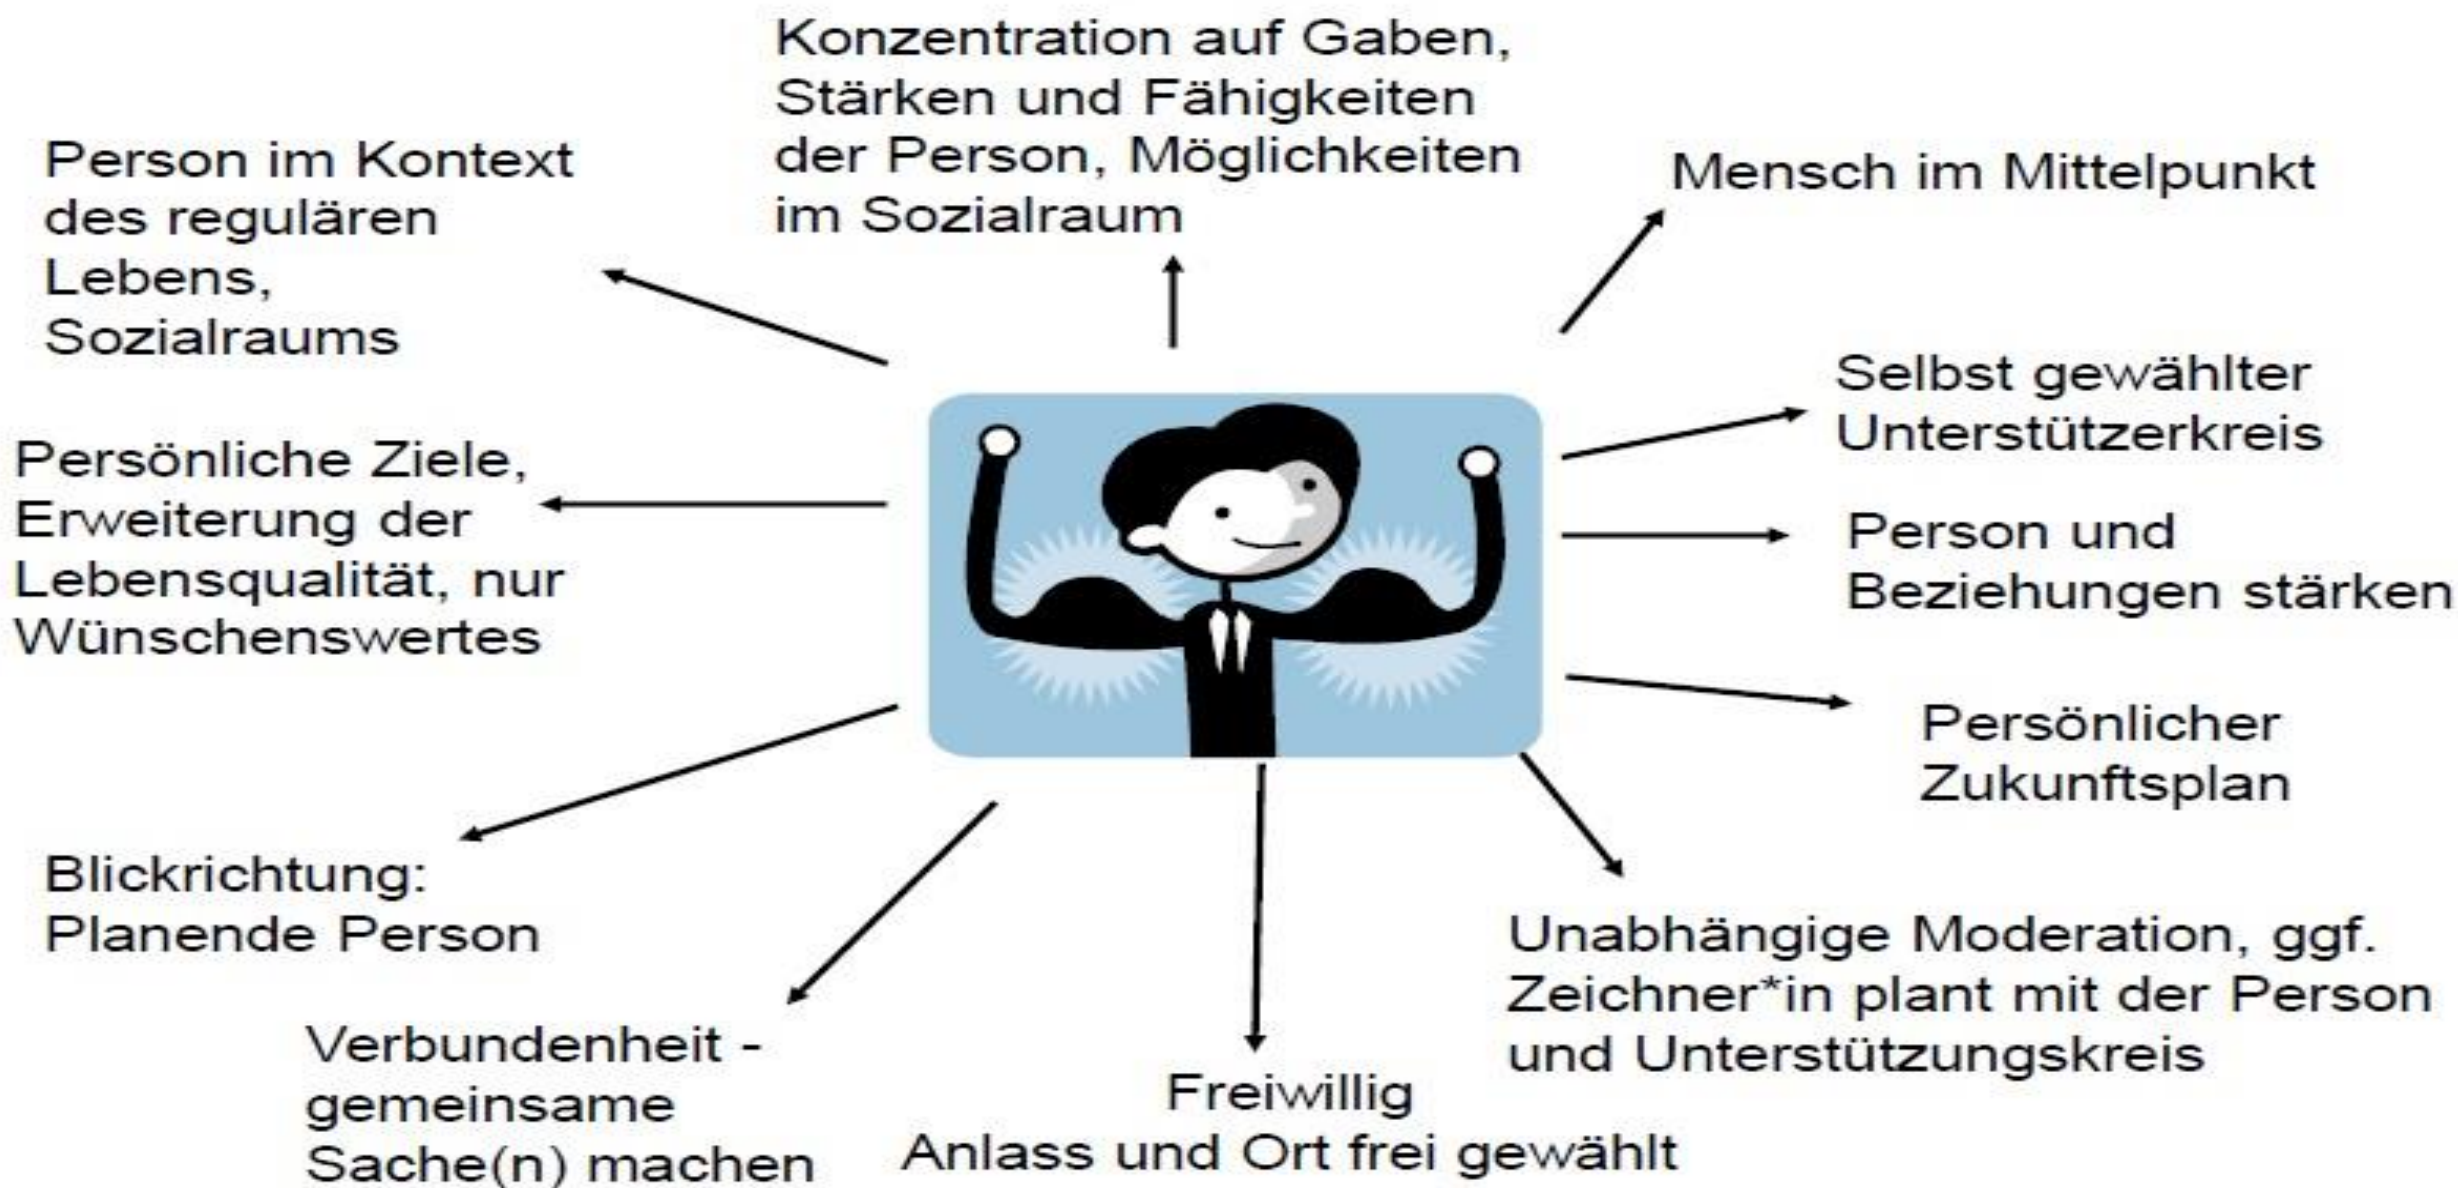 Konzentration auf Gaben,
Stärken und Fähigkeiten
der Person, Möglichkeiten
im Sozialraum
Mensch im Mittelpunkt
Selbst gewählter
Unterstützerkreis
Person und
Beziehungen stärken
Persönlicher
Zukunftsplan
Unabhängige Moderation, ggf.
Zeichner*in plant mit der Person
und Unterstützungskreis
Freiwillig
Anlass und Ort frei gewählt
Verbundenheit -
gemeinsame
Sache(n) machen
Blickrichtung:
Planende Person
Persönliche Ziele,
Erweiterung der
Lebensqualität, nur
Wünschenswertes
Person im Kontext
des regulären
Lebens,
Sozialraums